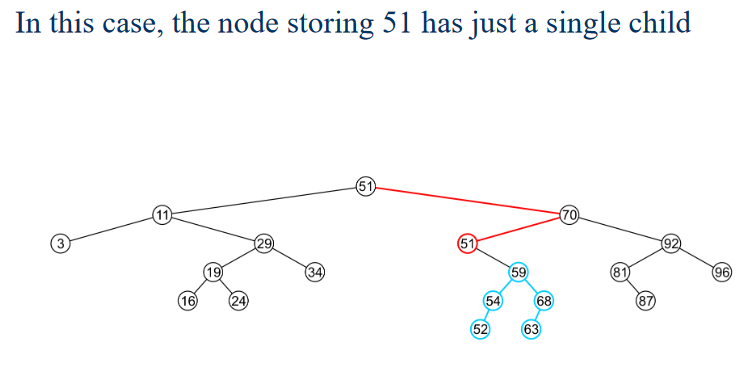 In this case, the node storing 51 has just a single child
51
11 70
3 29 51 92
19 34 59 81 96
16 24 54 68 87
52 63